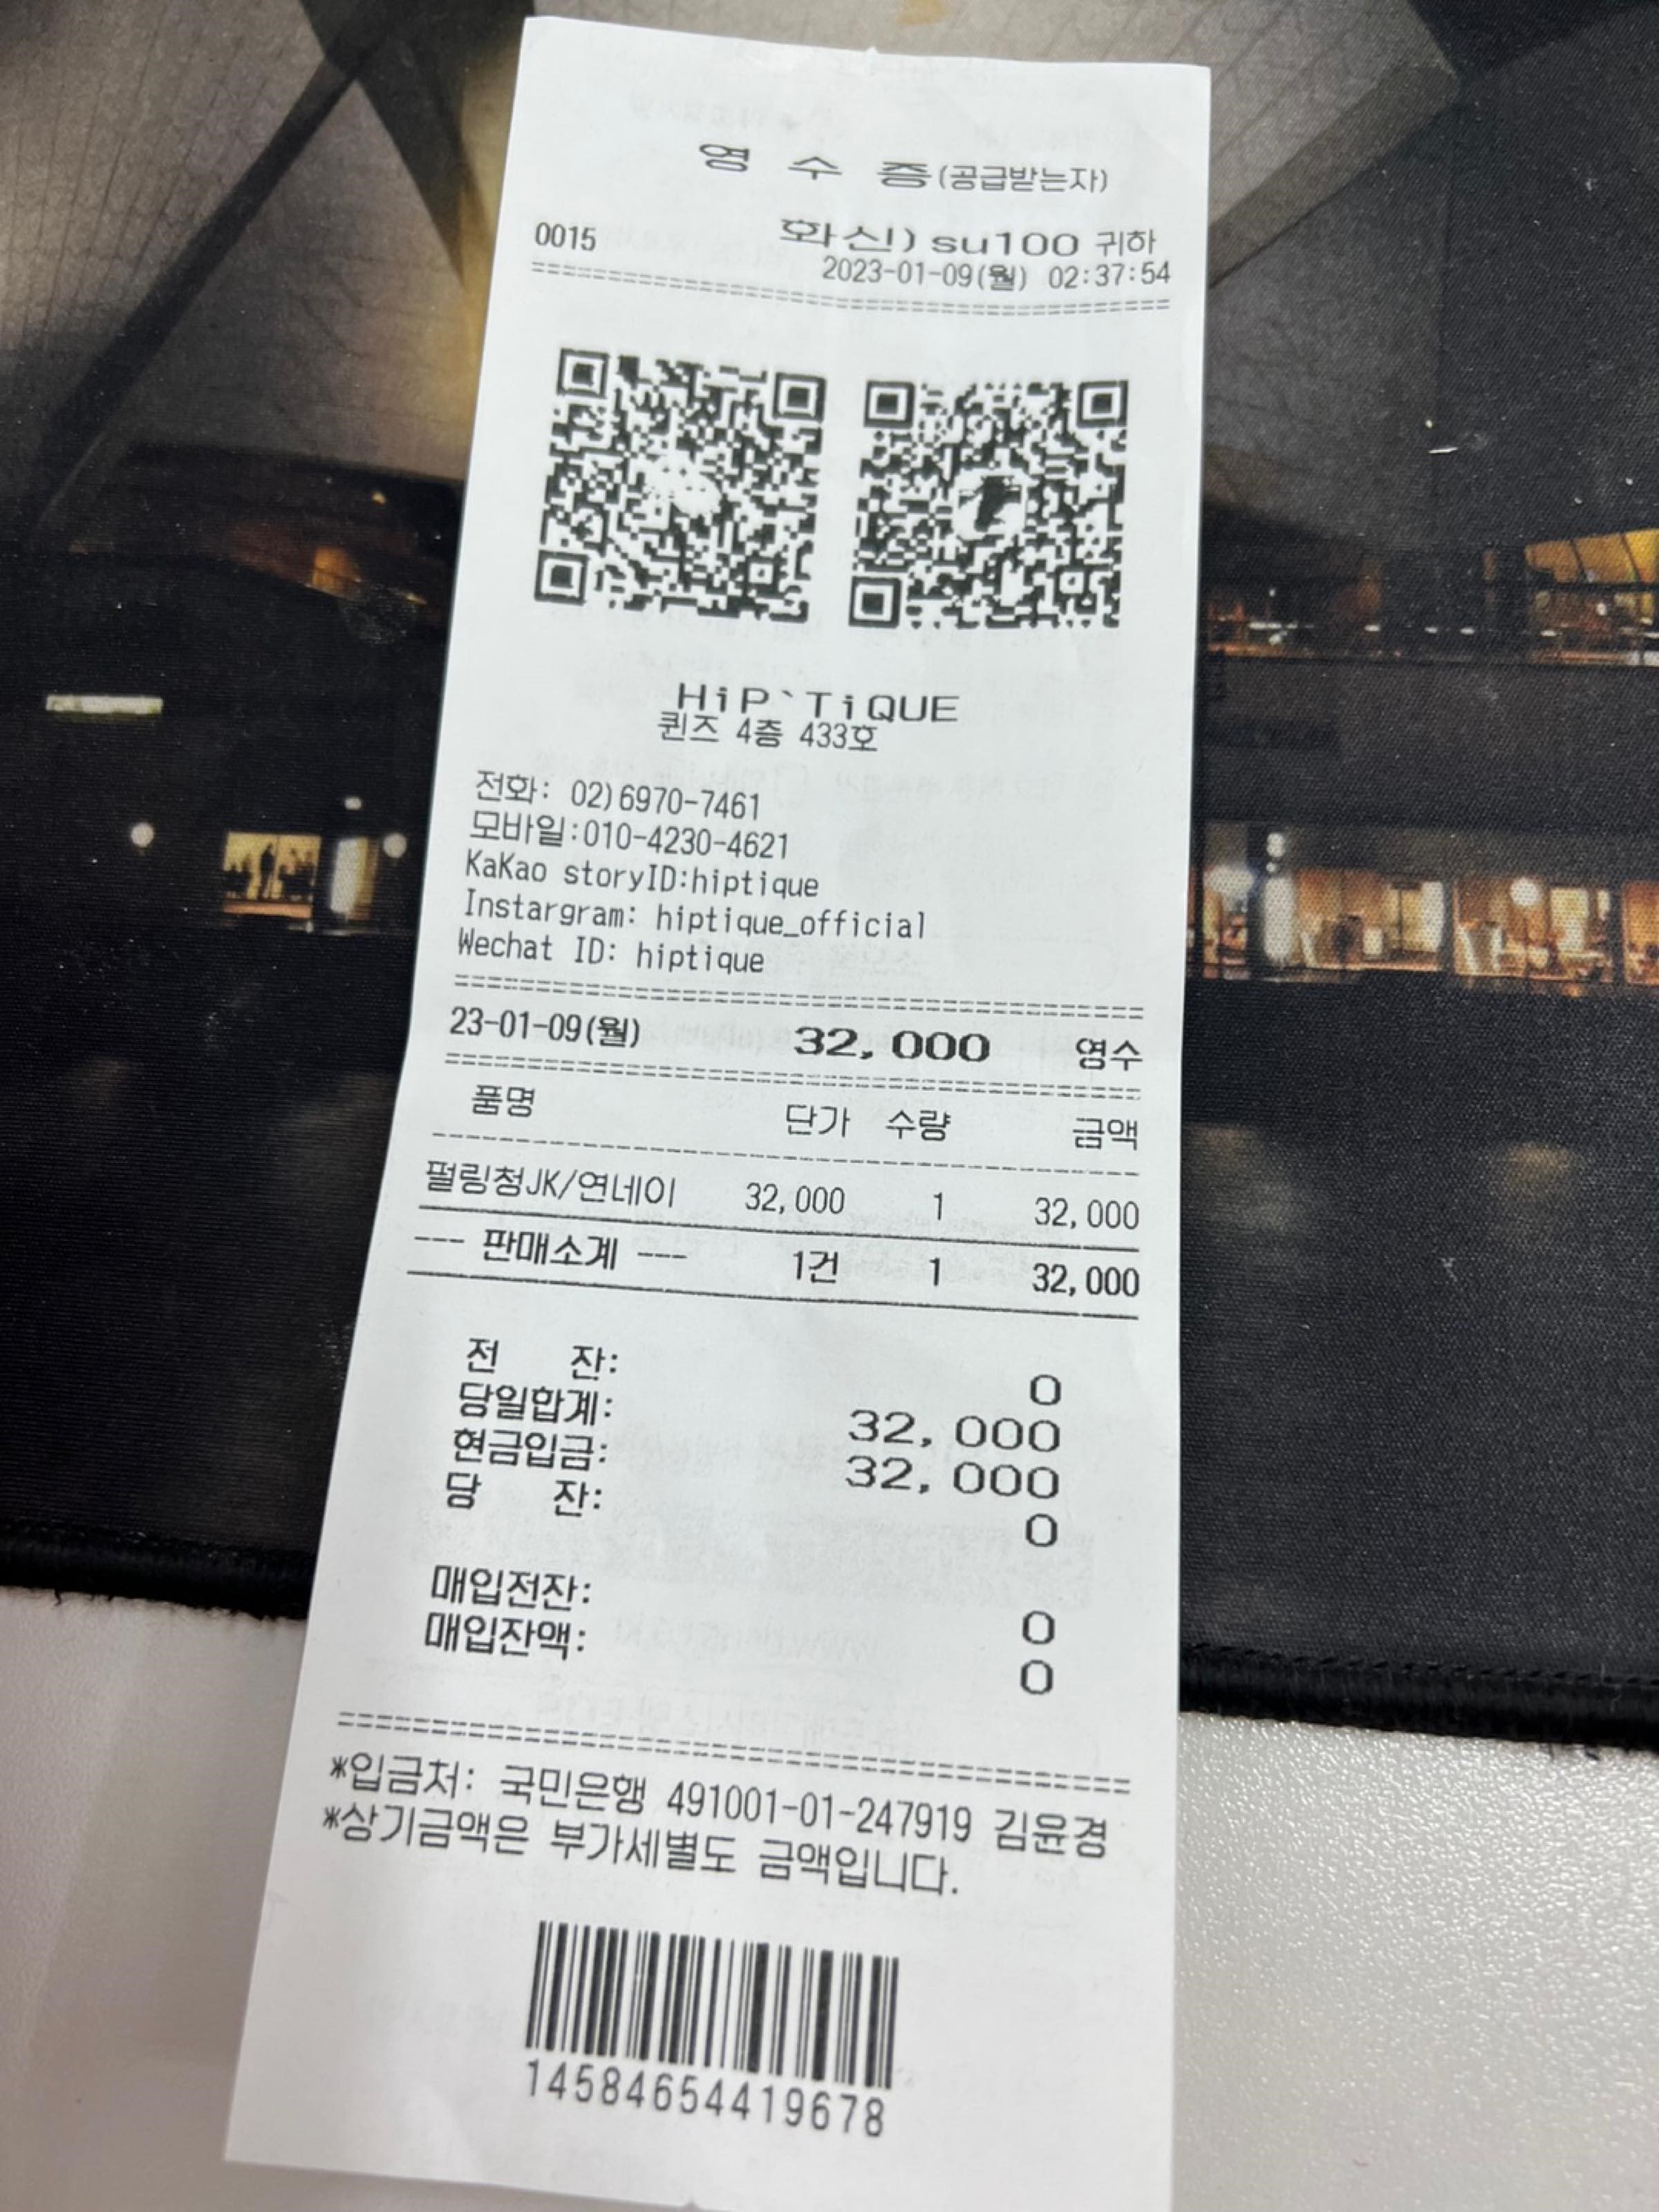 영 수 증(공급받는자)
0015 화신) su100 귀하
2023-01-09(월) 02:37:54
HiP`TiQUE
퀸즈 4층 433호
전화: 02)6970-7461
모바일:010-4230-4621
KaKao storyID:hiptique
Instargram: hiptique_official
Wechat ID: hiptique
23-01-09(월) 32,000 영수
품명 단가 수량 금액
펄링청JK/연네이 32,000 1 32,000
--- 판매소계 --- 1건 1 32,000
전 잔: 0
당일합계: 32,000
현금입금: 32,000
당 잔: 0
매입전잔: 0
매입잔액: 0
*입금처: 국민은행 491001-01-247919 김윤경
*상기금액은 부가세별도 금액입니다.
14584654419678